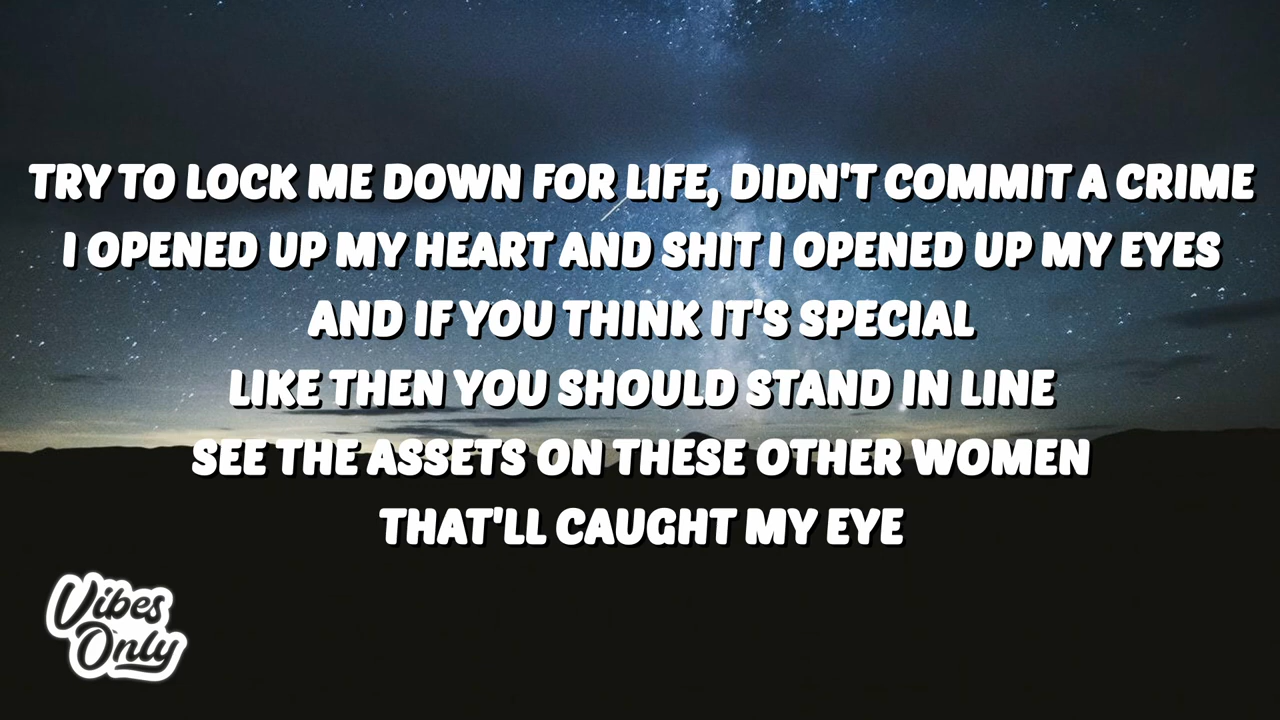 TRY TO LOCK ME DOWN FOR LIFE, DIDN'T COMMIT A CRIME
I OPENED UP MY HEART AND SHIT I OPENED UP MY EYES
AND IF YOU THINK IT'S SPECIAL
LIKE THEN YOU SHOULD STAND IN LINE
SEE THE ASSETS ON THESE OTHER WOMEN
THAT'LL CAUGHT MY EYE
Vibes
Only